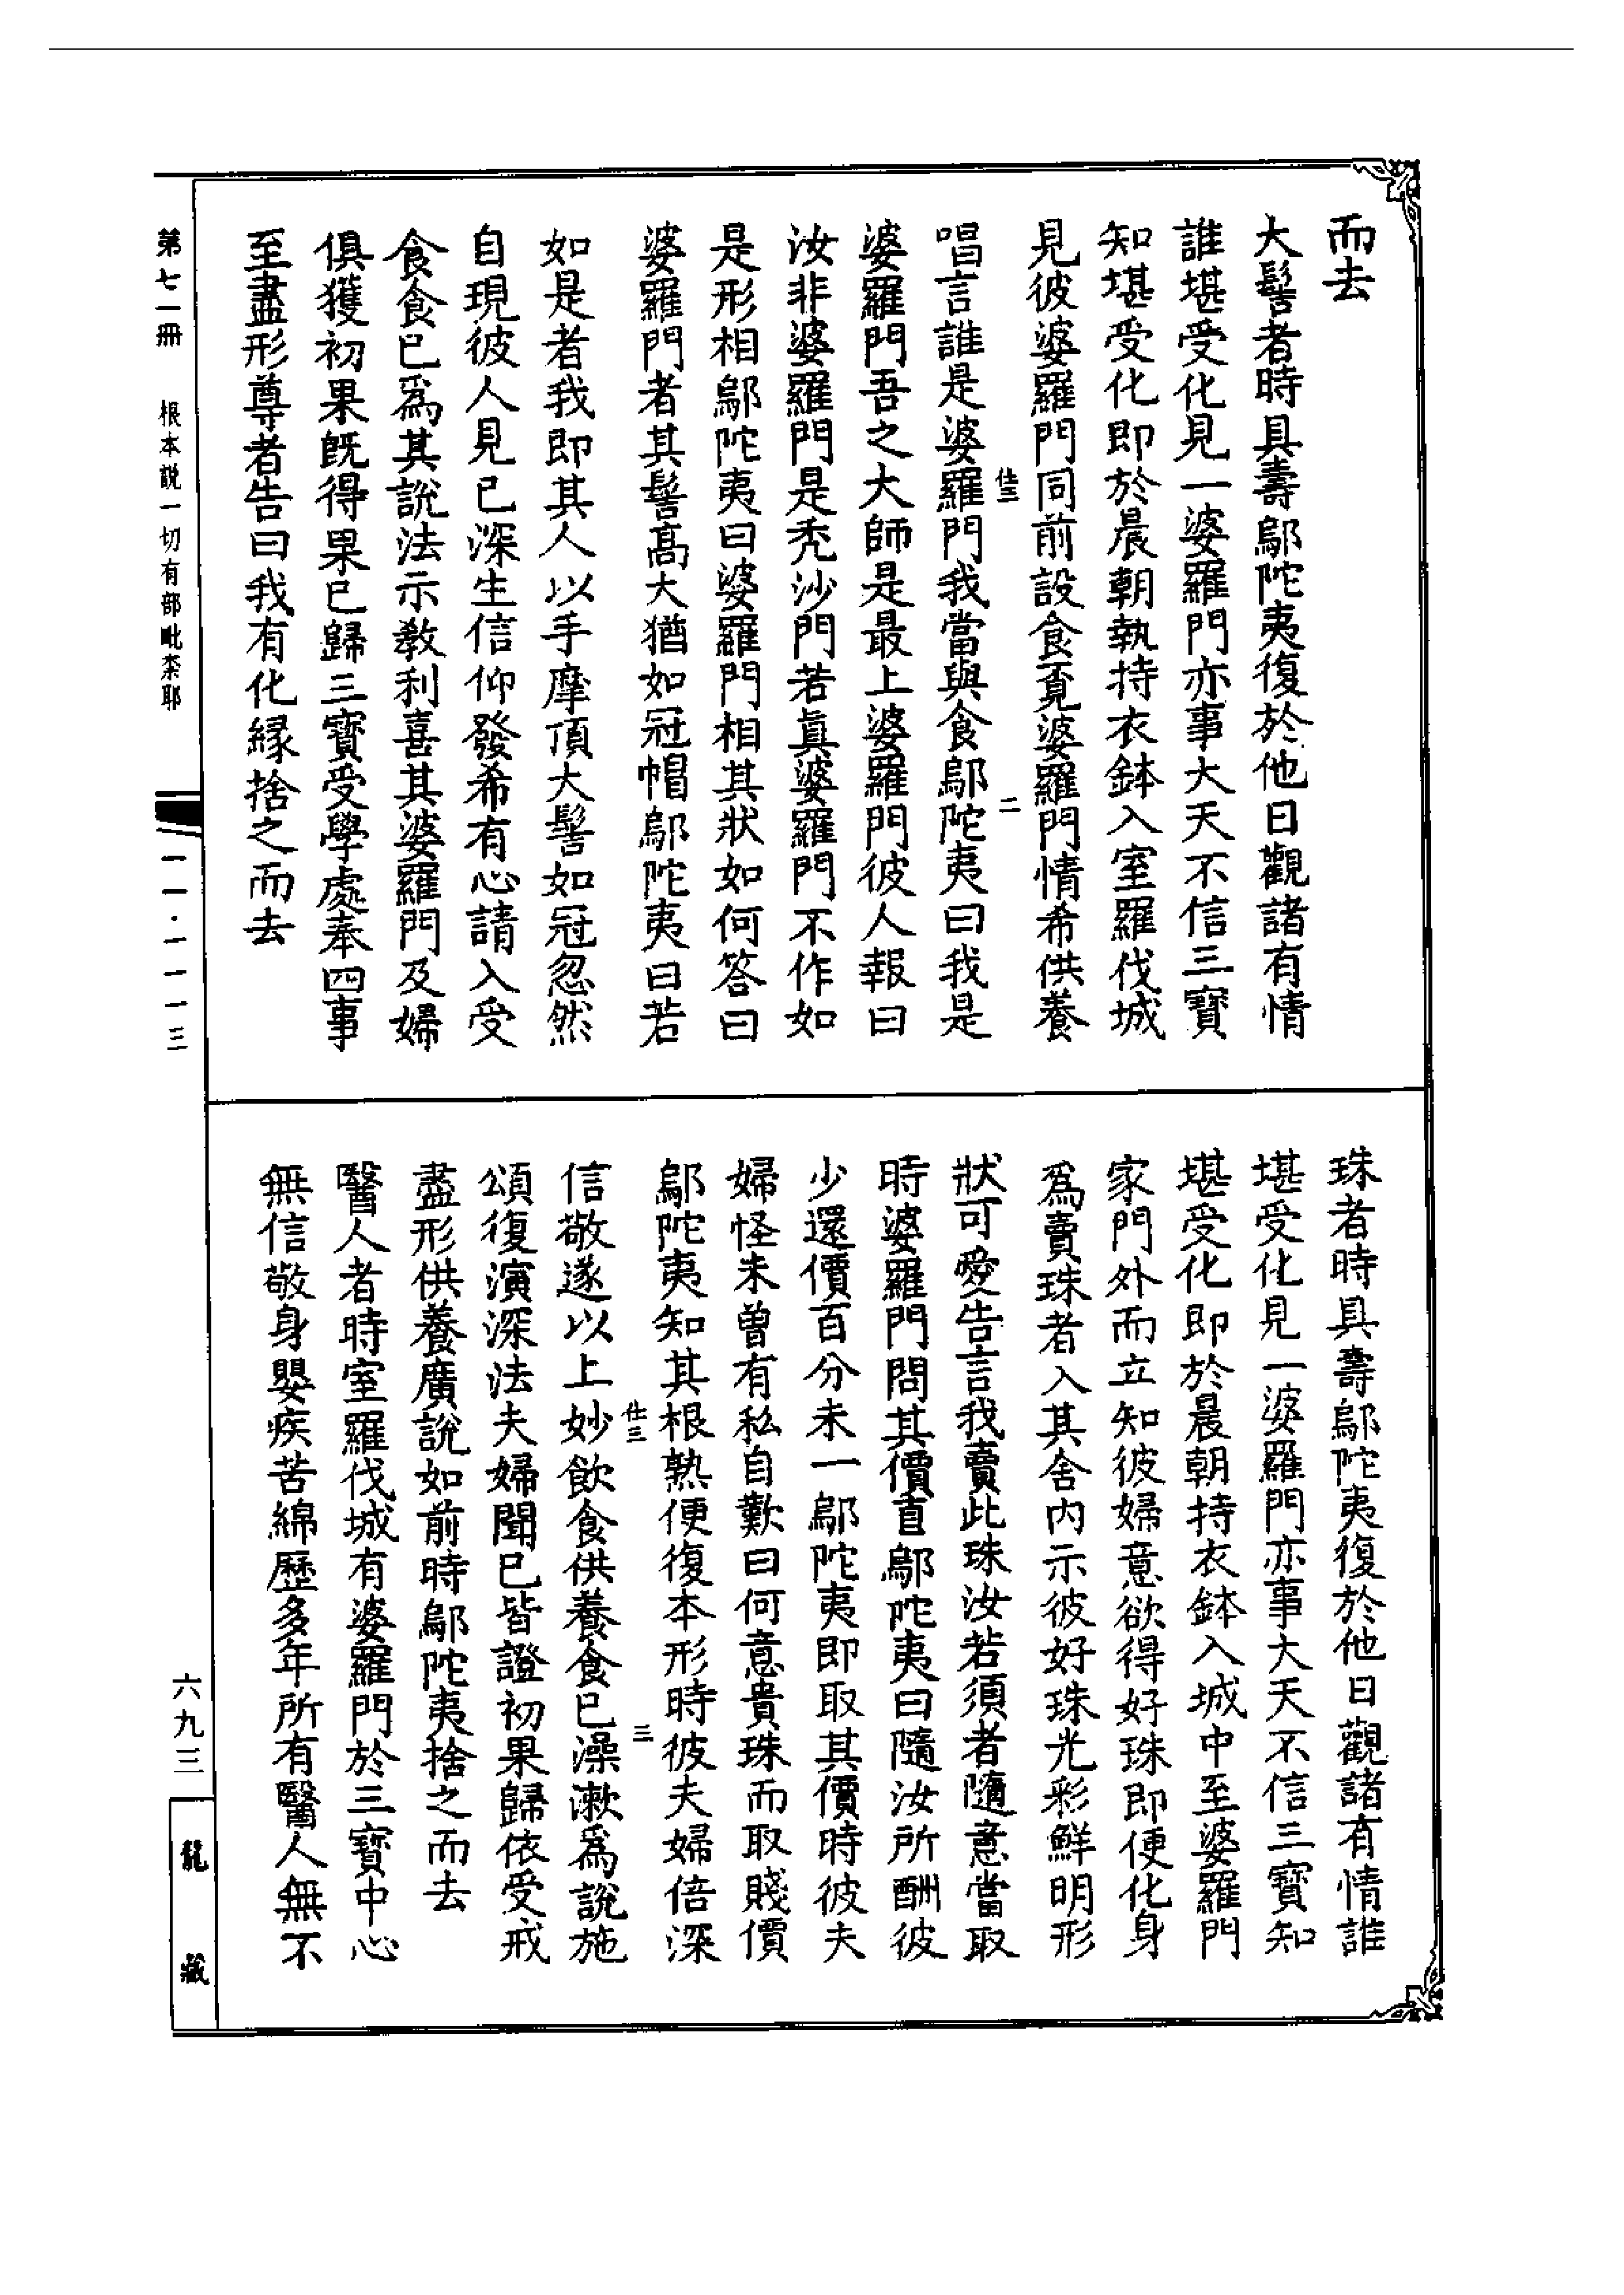 而去
大髻者時具壽鄔陀夷復於他日觀諸有情
誰堪受化見一婆羅門亦事大天不信三寶
知堪受化即於晨朝執持衣鉢入室羅伐城
見彼婆羅門同前設食覓婆羅門情希供養
仕三 二
唱言誰是婆羅門我當與食鄔陀夷曰我是
婆羅門吾之大師是最上婆羅門彼人報曰
汝非婆羅門是禿沙門若眞婆羅門不作如
是形相鄔陀夷曰婆羅門相其狀如何答曰
婆羅門者其髻高大猶如冠帽鄔陀夷曰若
如是者我即其人以手摩頂大髻如冠忽然
自現彼人見已深生信仰發希有心請入受
食食已爲其說法示教利喜其婆羅門及婦
俱獲初果既得果已歸三寶受學處奉四事
至盡形尊者告曰我有化緣捨之而去
珠者時具壽鄔陀夷復於他日觀諸有情誰
堪受化見一婆羅門亦事大天不信三寶知
堪受化即於晨朝持衣鉢入城中至婆羅門
家門外而立知彼婦意欲得好珠即便化身
爲賣珠者入其舍內示彼好珠光彩鮮明形
狀可愛告言我賣此珠汝若須者隨意當取
時婆羅門問其價直鄔陀夷曰隨汝所酬彼
少還價百分未一鄔陀夷即取其價時彼夫
婦怪未曾有私自歎曰何意貴珠而取賤價
鄔陀夷知其根熟便復本形時彼夫婦倍深
仕三 三
信敬遂以上妙飲食供養食已澡漱爲說施
頌復演深法夫婦聞已皆證初果歸依受戒
盡形供養廣說如前時鄔陀夷捨之而去
醫人者時室羅伐城有婆羅門於三寶中心
無信敬身嬰疾苦綿歷多年所有醫人無不
第七一冊 根本説一切有部毗奈耶
一一·一一一三
六九三
龍藏